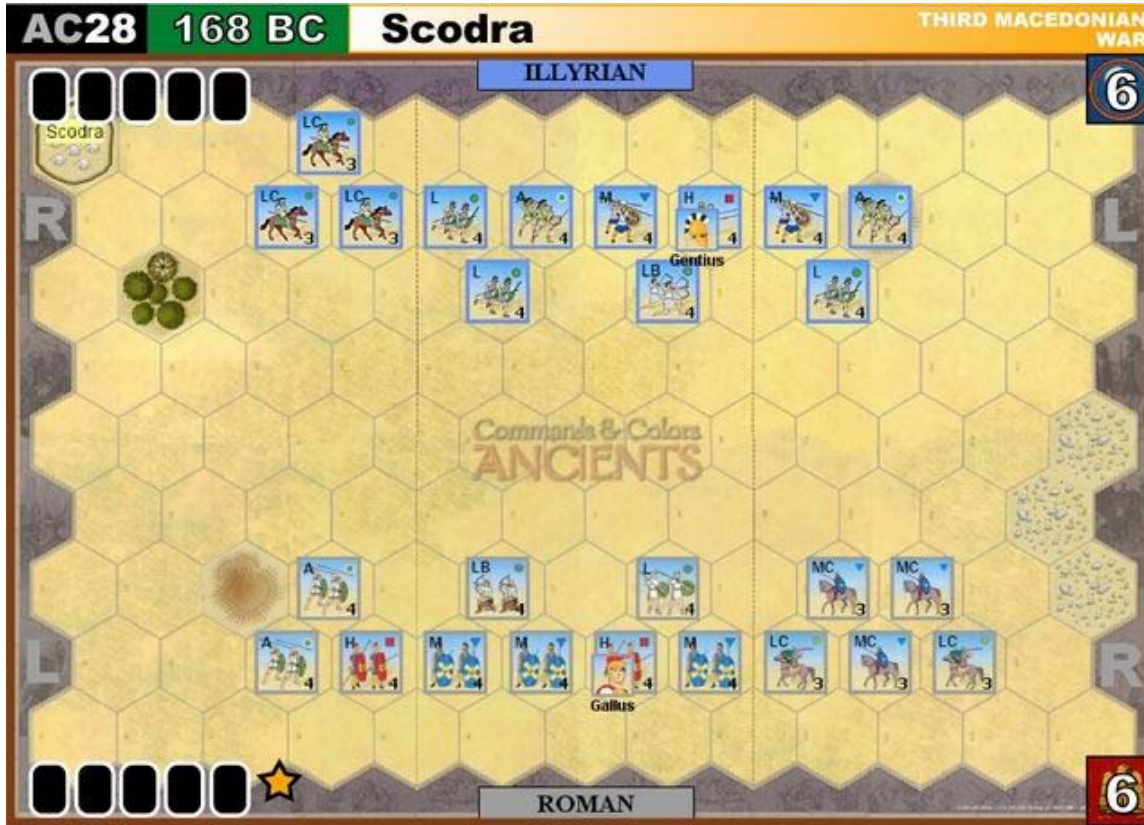 AC28 168 BC Scodra THIRD MACEDONIAN
WAR
ILLYRIAN
6
Scodra
LC 3
R
LC 3 LC 3 L 4 A 4 M 4 H 4 M 4 A 4
L
Gentius
L 4 LB 4 L 4
Commands & Colors
ANCIENTS
A 4 LB 4 L 4 MC 3 MC 3
L
A 4 H 4 M 4 M 4 H 4 M 4 LC 3 MC 3 LC 3
R
Gallus
ROMAN
6